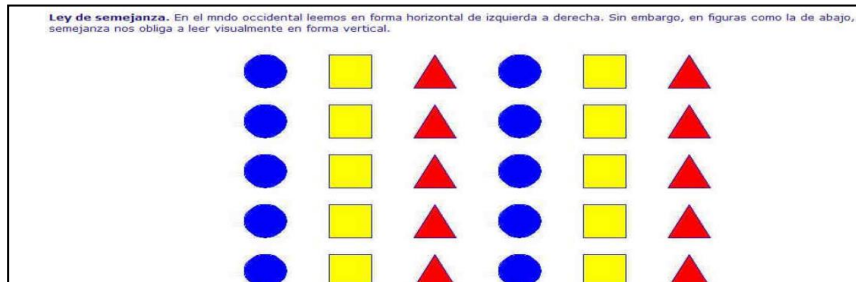 Ley de semejanza. En el mndo occidental leemos en forma horizontal de izquierda a derecha. Sin embargo, en figuras como la de abajo,
semejanza nos obliga a leer visualmente en forma vertical.